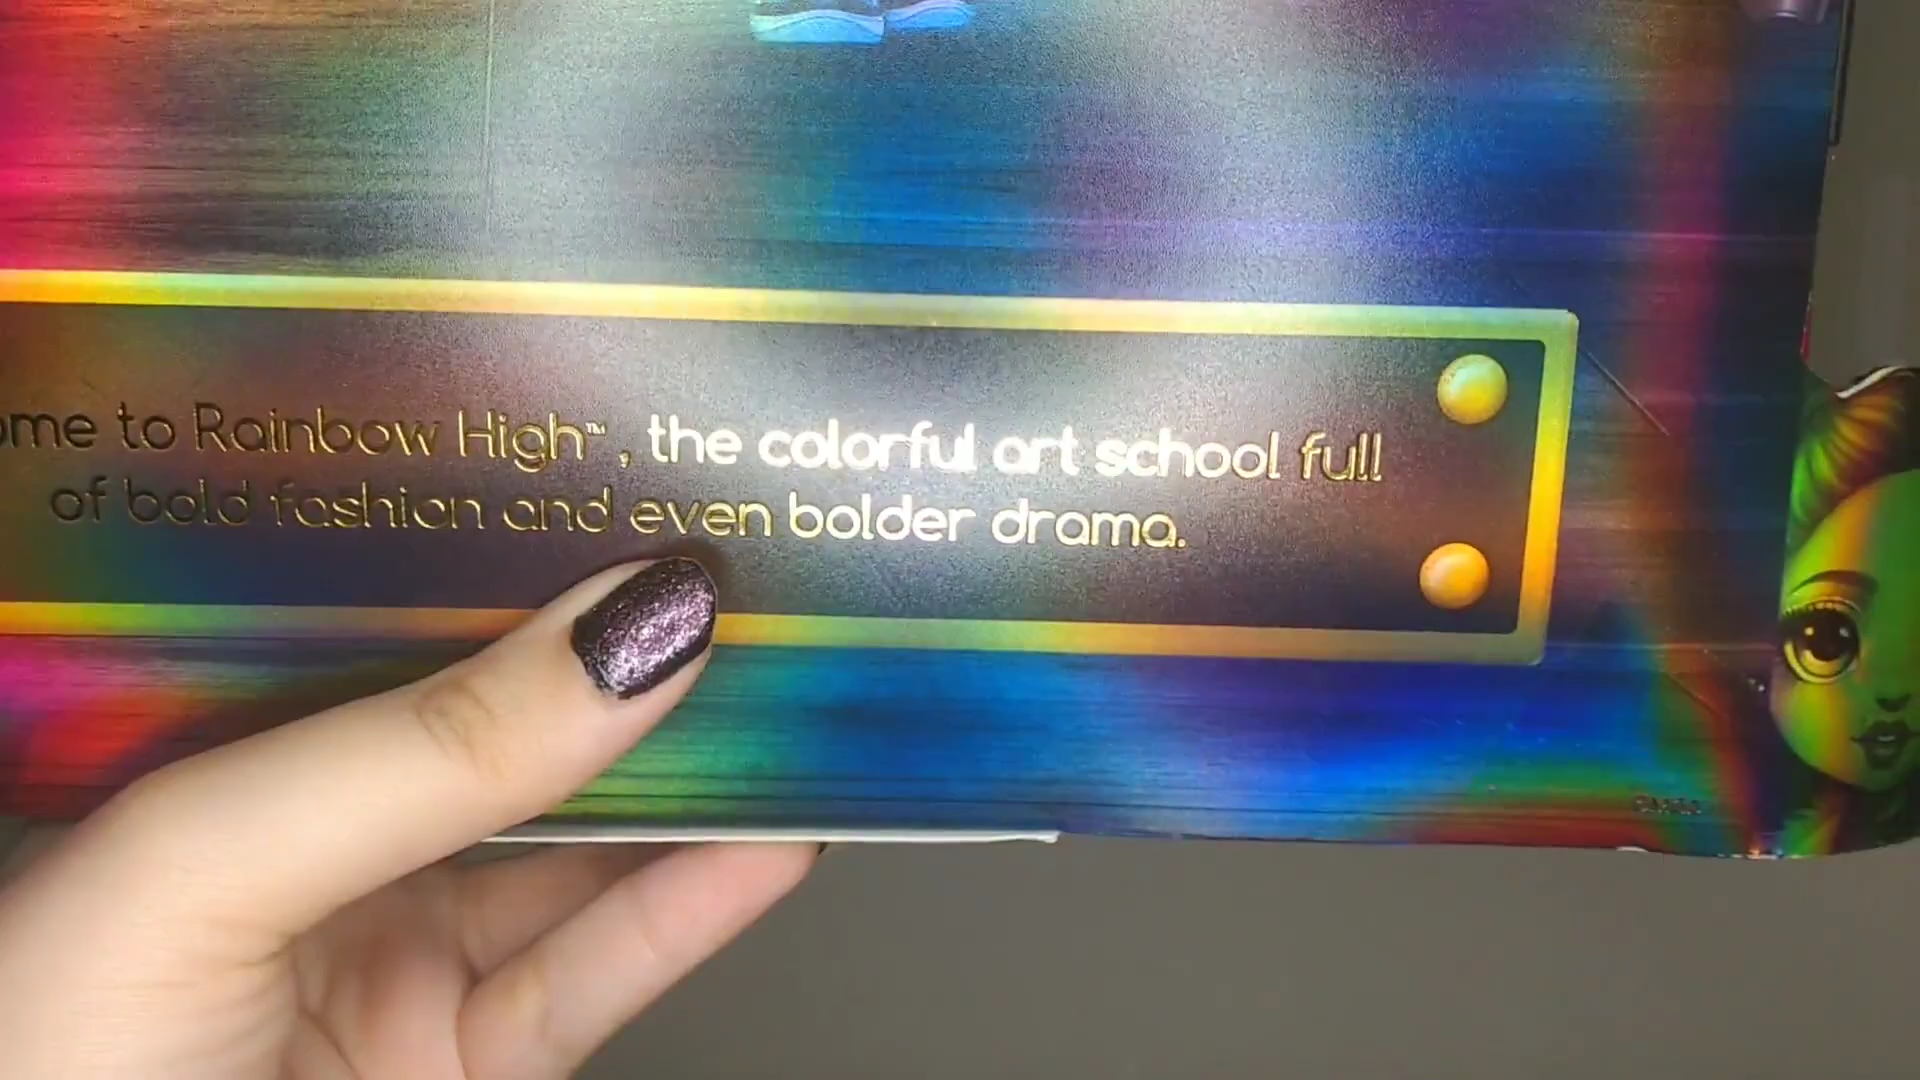 ome to Rainbow High™, the colorful art school full
of bold fashion and even bolder drama.